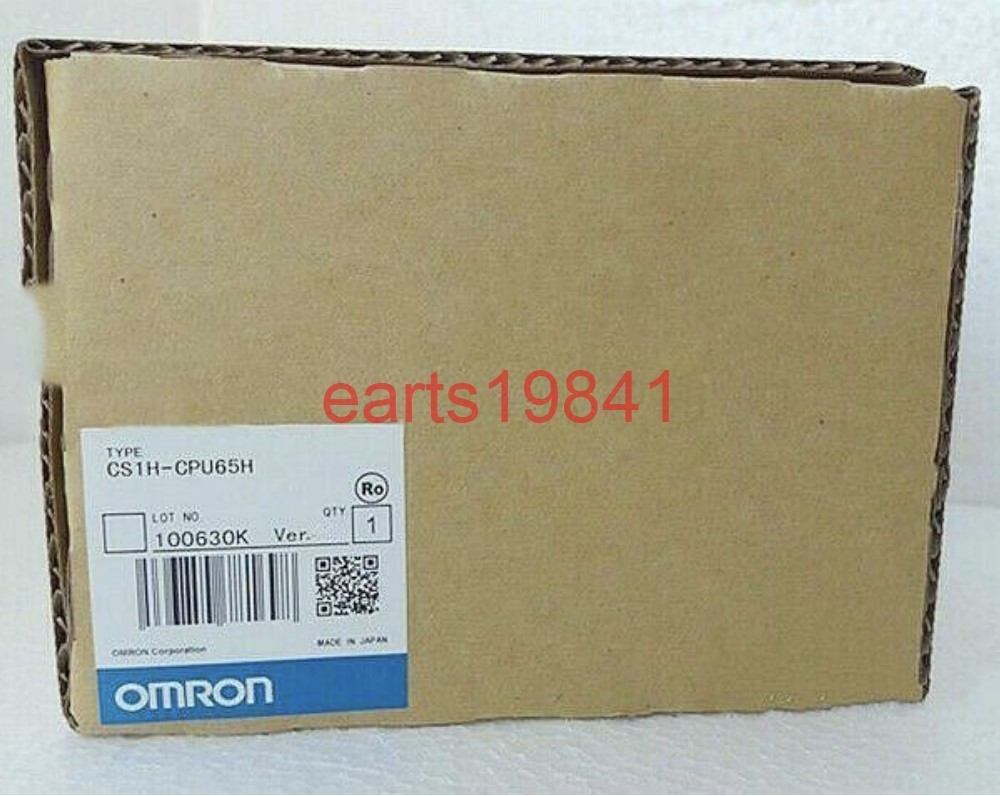 earts19841
TYPE
CS1H-CPU65H
Ro
LOT NO.
QTY
100630K Ver.
1
MADE IN JAPAN
OMRON Corporation
OMRON